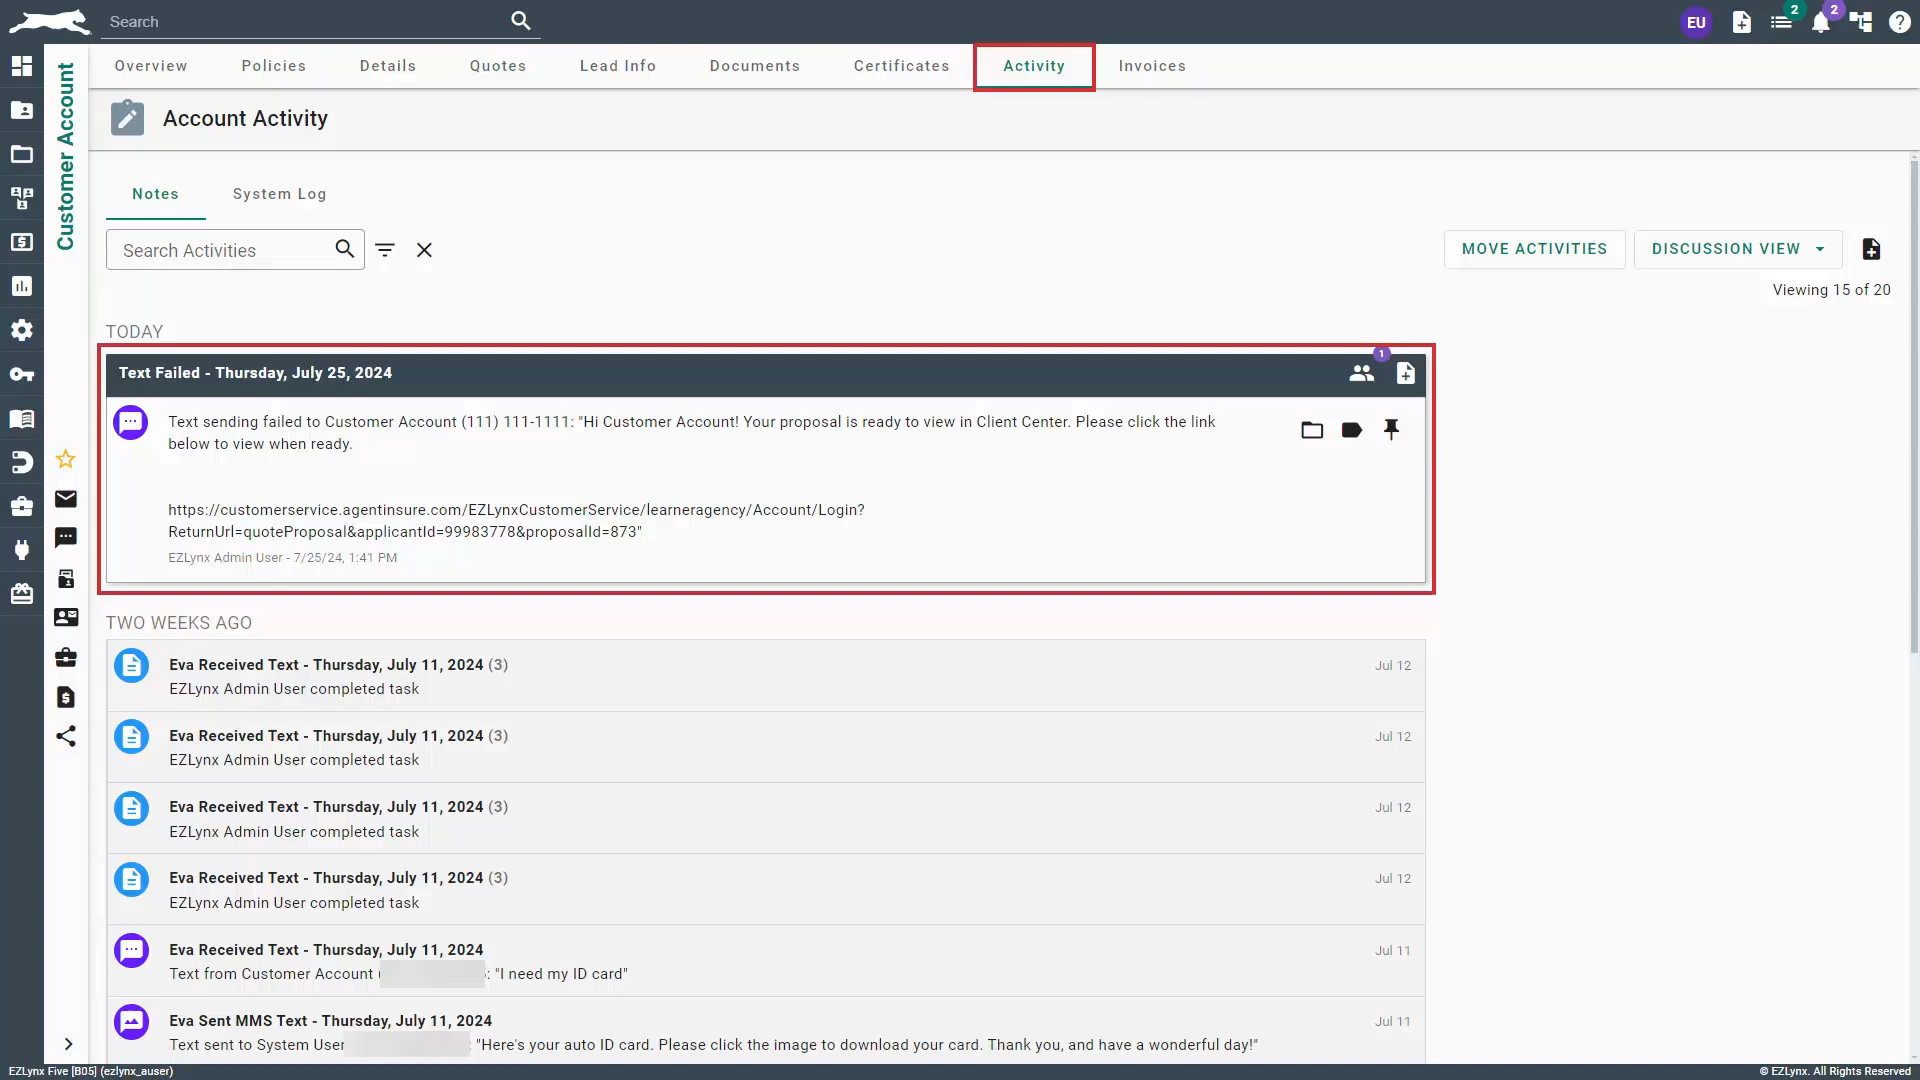 Search
EU
2
2
Customer Account
Overview Policies Details Quotes Lead Info Documents Certificates Activity Invoices
Account Activity
Notes System Log
Search Activities
MOVE ACTIVITIES DISCUSSION VIEW
Viewing 15 of 20
TODAY
Text Failed - Thursday, July 25, 2024
1
Text sending failed to Customer Account (111) 111-1111: "Hi Customer Account! Your proposal is ready to view in Client Center. Please click the link
below to view when ready.
https://customerservice.agentinsure.com/EZLynxCustomerService/learneragency/Account/Login?
ReturnUrl=quoteProposal&applicantId=99983778&proposalId=873"
EZLynx Admin User - 7/25/24, 1:41 PM
TWO WEEKS AGO
Eva Received Text - Thursday, July 11, 2024 (3) Jul 12
EZLynx Admin User completed task
Eva Received Text - Thursday, July 11, 2024 (3) Jul 12
EZLynx Admin User completed task
Eva Received Text - Thursday, July 11, 2024 (3) Jul 12
EZLynx Admin User completed task
Eva Received Text - Thursday, July 11, 2024 (3) Jul 12
EZLynx Admin User completed task
Eva Received Text - Thursday, July 11, 2024 Jul 11
Text from Customer Account : "I need my ID card"
Eva Sent MMS Text - Thursday, July 11, 2024 Jul 11
Text sent to System User : "Here's your auto ID card. Please click the image to download your card. Thank you, and have a wonderful day!"
EZLynx Five [B05] (ezlynx_auser) © EZLynx. All Rights Reserved